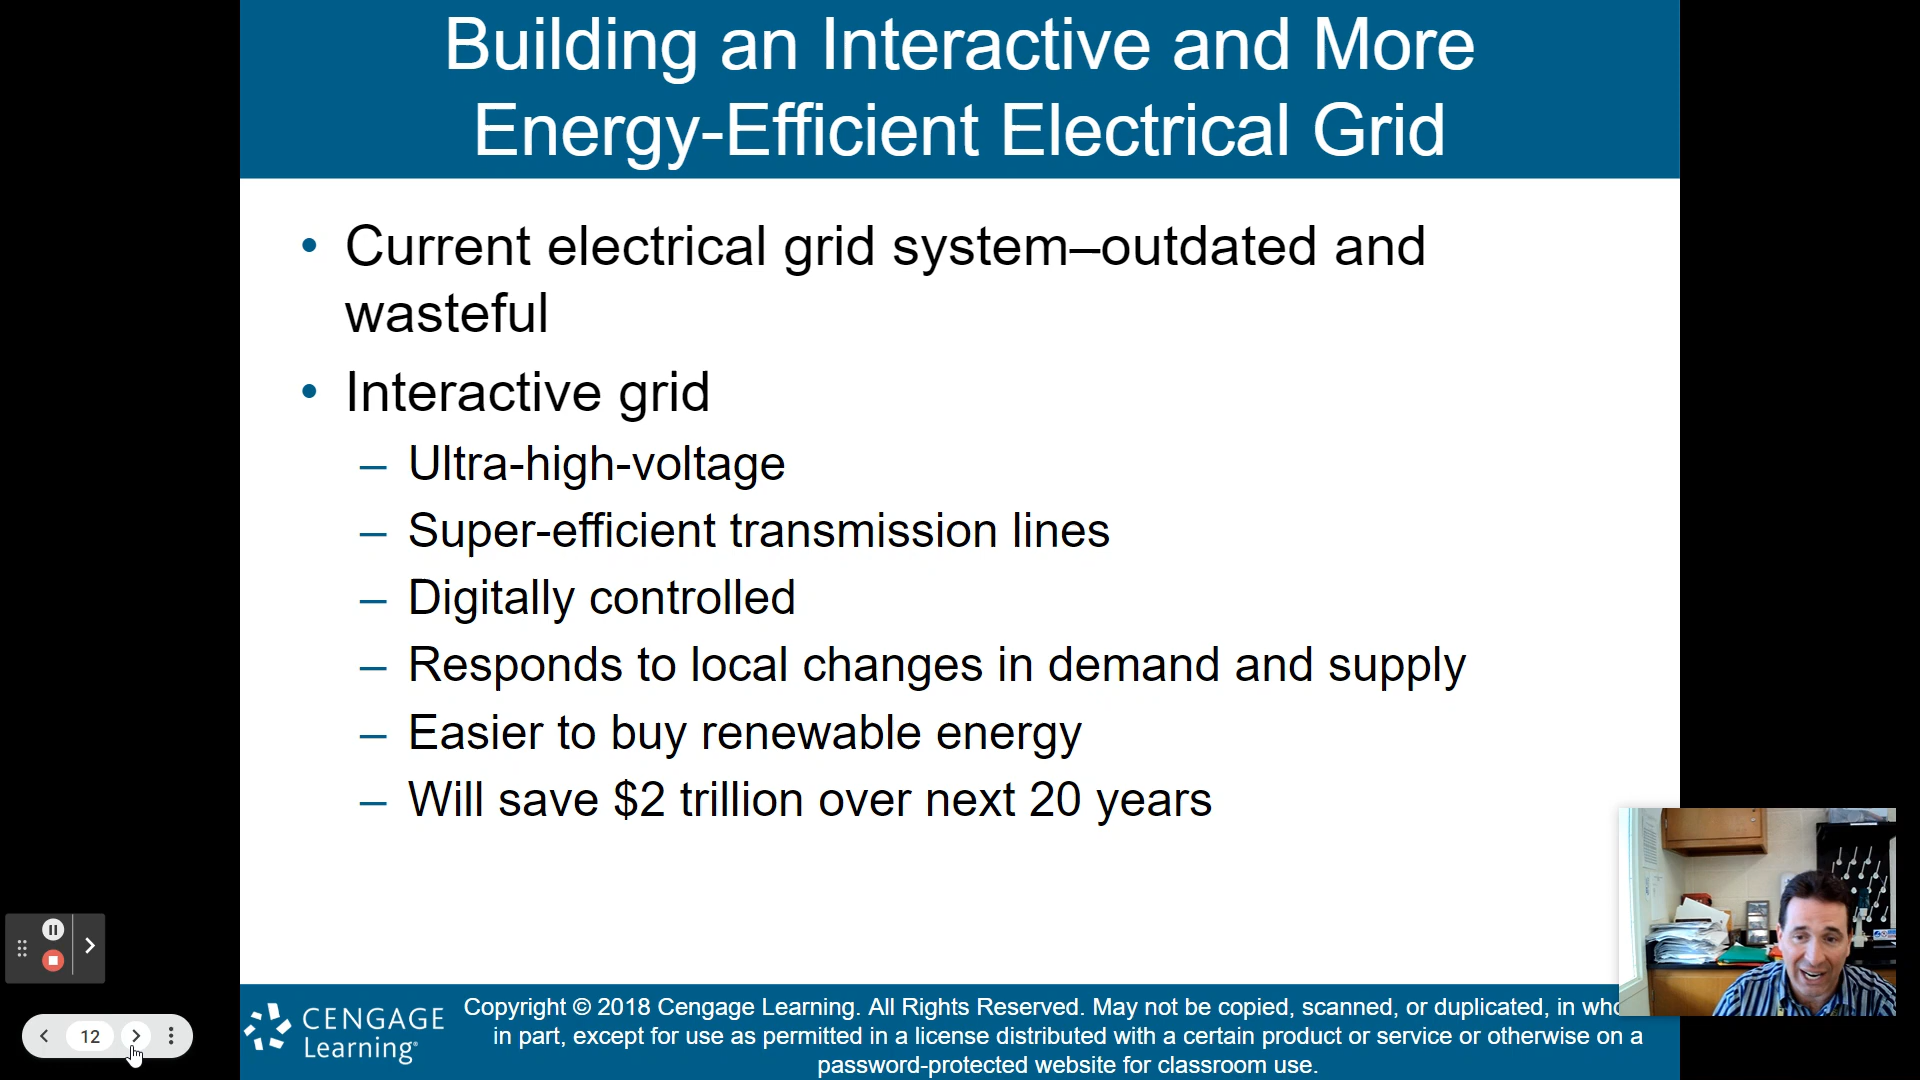 Building an Interactive and More
Energy-Efficient Electrical Grid
• Current electrical grid system–outdated and
wasteful
• Interactive grid
– Ultra-high-voltage
– Super-efficient transmission lines
– Digitally controlled
– Responds to local changes in demand and supply
– Easier to buy renewable energy
– Will save $2 trillion over next 20 years
12
CENGAGE
Learning®
Copyright © 2018 Cengage Learning. All Rights Reserved. May not be copied, scanned, or duplicated, in
in part, except for use as permitted in a license distributed with a certain product or service or otherwise on a
password-protected website for classroom use.